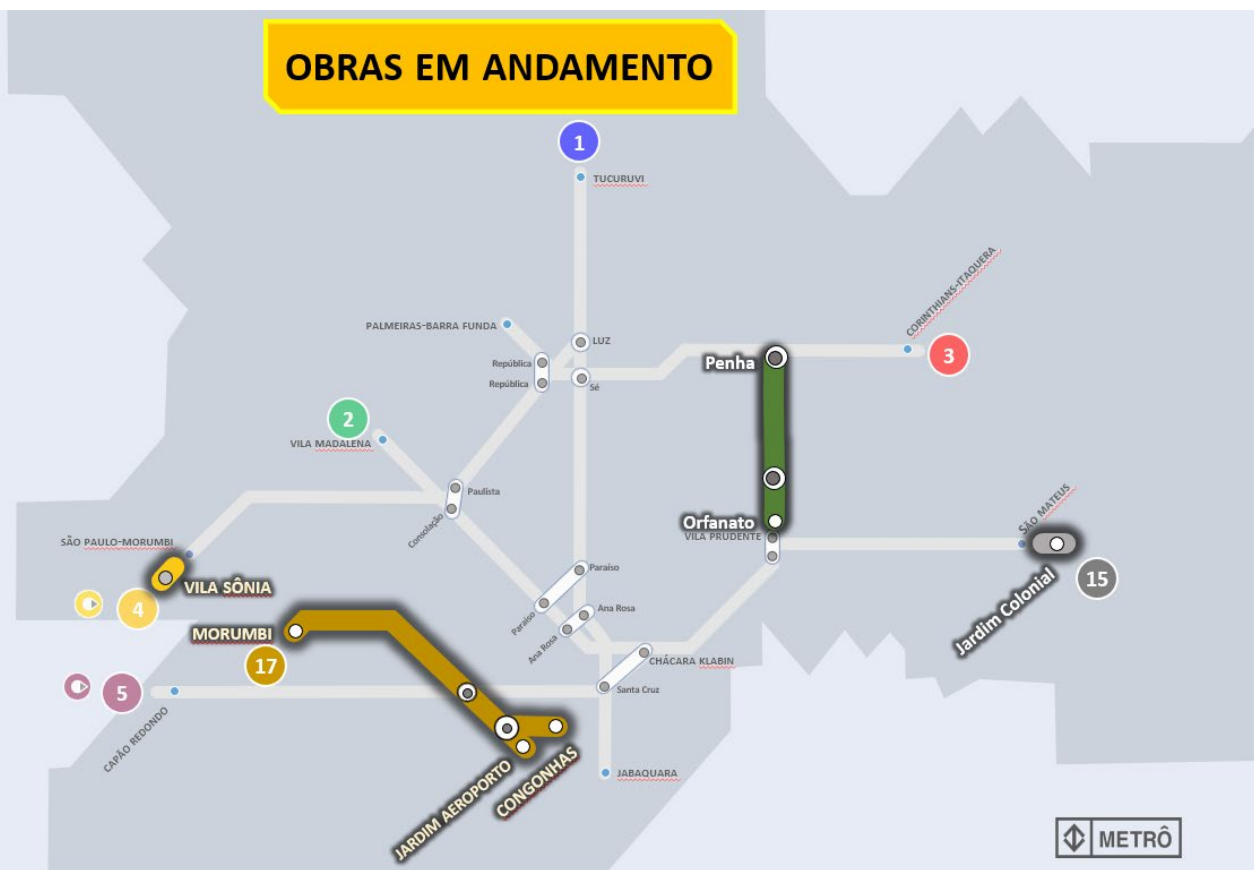 OBRAS EM ANDAMENTO
1
TUCURUVI
CORINTHIANS-ITAQUERA
PALMEIRAS-BARRA FUNDA
LUZ
República
Penha
3
República
Sé
2
VILA MADALENA
Paulista
Consolação
Orfanato
VILA PRUDENTE
SÃO MATEUS
SÃO PAULO-MORUMBI
VILA SÔNIA
4
Paraíso
Paraíso
Ana Rosa
Ana Rosa
15
Jardim Colonial
MORUMBI
17
CHÁCARA KLABIN
Santa Cruz
5
CAPÃO REDONDO
JARDIM AEROPORTO
CONGONHAS
JABAQUARA
METRÔ